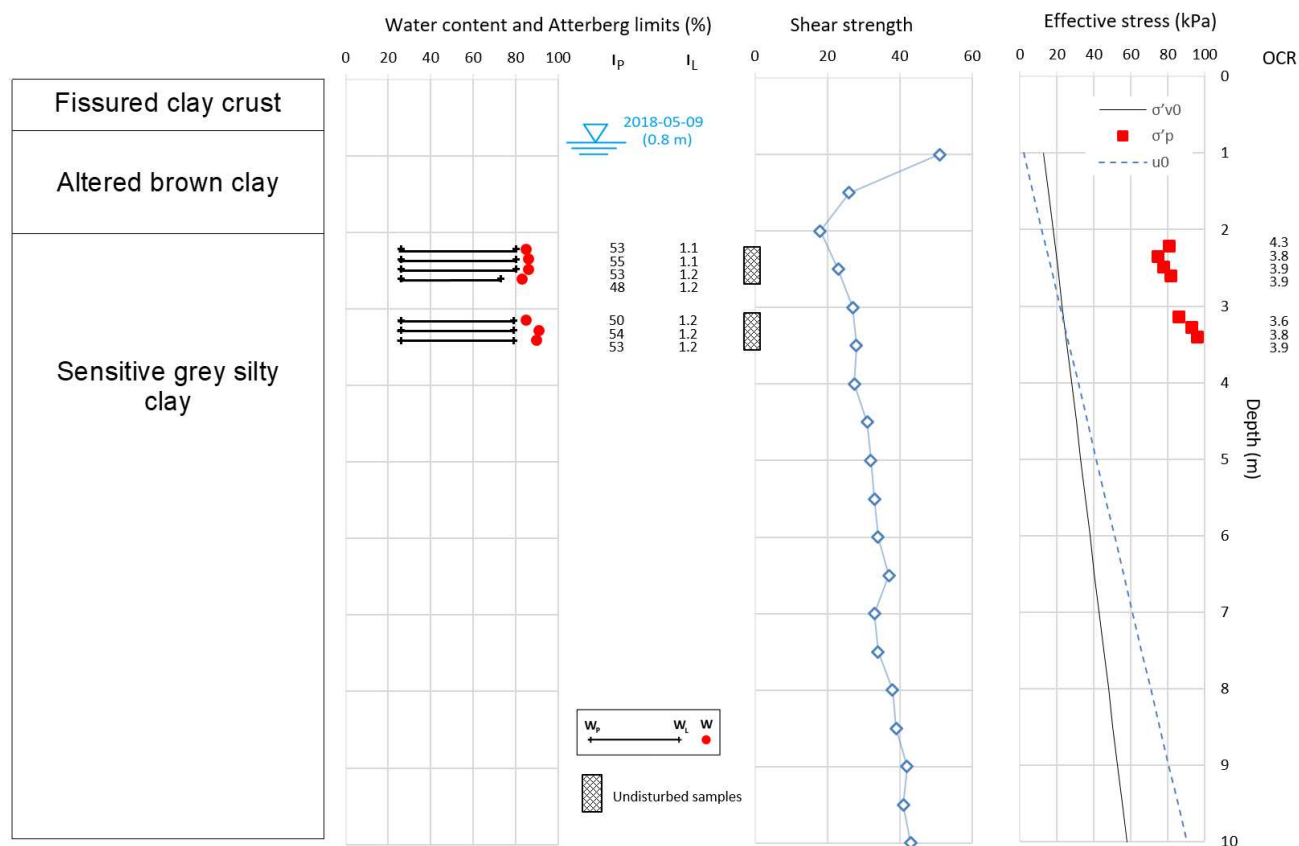 Water content and Atterberg limits (%)
Shear strength
Effective stress (kPa)
0 20 40 60 80 100
I_P
I_L
0 20 40 60
0 20 40 60 80 100
OCR
Fissured clay crust
Altered brown clay
Sensitive grey silty
clay
2018-05-09
(0.8 m)
53 1.1
55 1.1
53 1.2
48 1.2
50 1.2
54 1.2
53 1.2
W_P W_L W
Undisturbed samples
σ'v0
σ'p
u0
4.3
3.8
3.9
3.9
3.6
3.8
3.9
0
1
2
3
4
5
6
7
8
9
10
Depth (m)